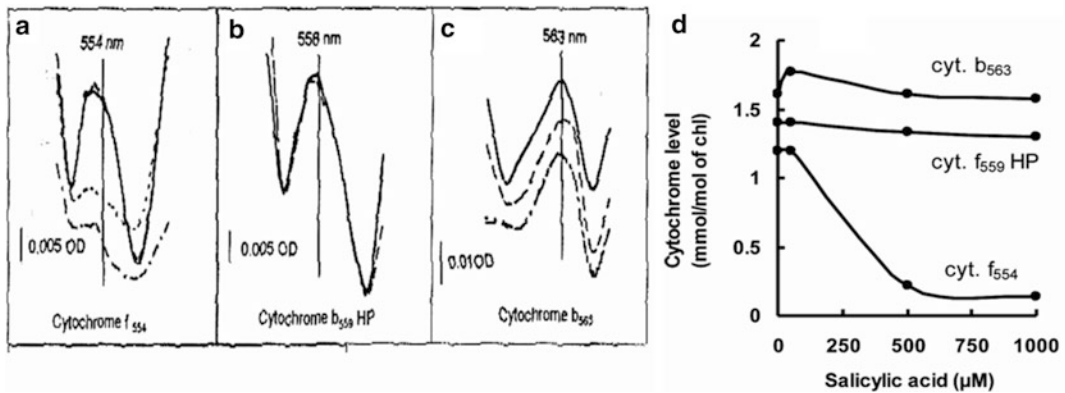 a
554 nm
0.005 OD
Cytochrome f 554
b
558 nm
0.005 OD
Cytochrome b559 HP
c
563 nm
0.01OD
Cytochrome b563
d
Cytochrome level
(mmol/mol of chl)
2
1.5
1
0.5
0
cyt. b563
cyt. f559 HP
cyt. f554
0 250 500 750 1000
Salicylic acid (µM)